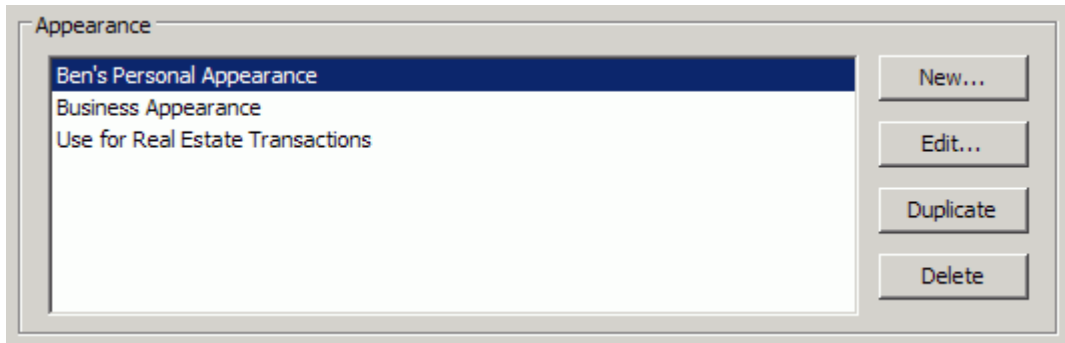 Appearance
Ben's Personal Appearance
Business Appearance
Use for Real Estate Transactions
New...
Edit...
Duplicate
Delete